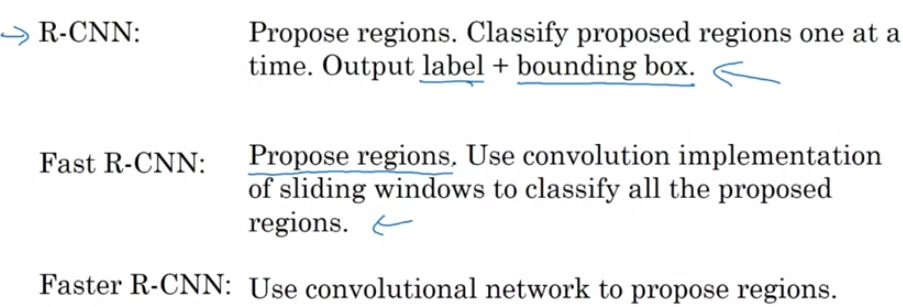 R-CNN: Propose regions. Classify proposed regions one at a
time. Output label + bounding box.
Fast R-CNN: Propose regions. Use convolution implementation
of sliding windows to classify all the proposed
regions.
Faster R-CNN: Use convolutional network to propose regions.